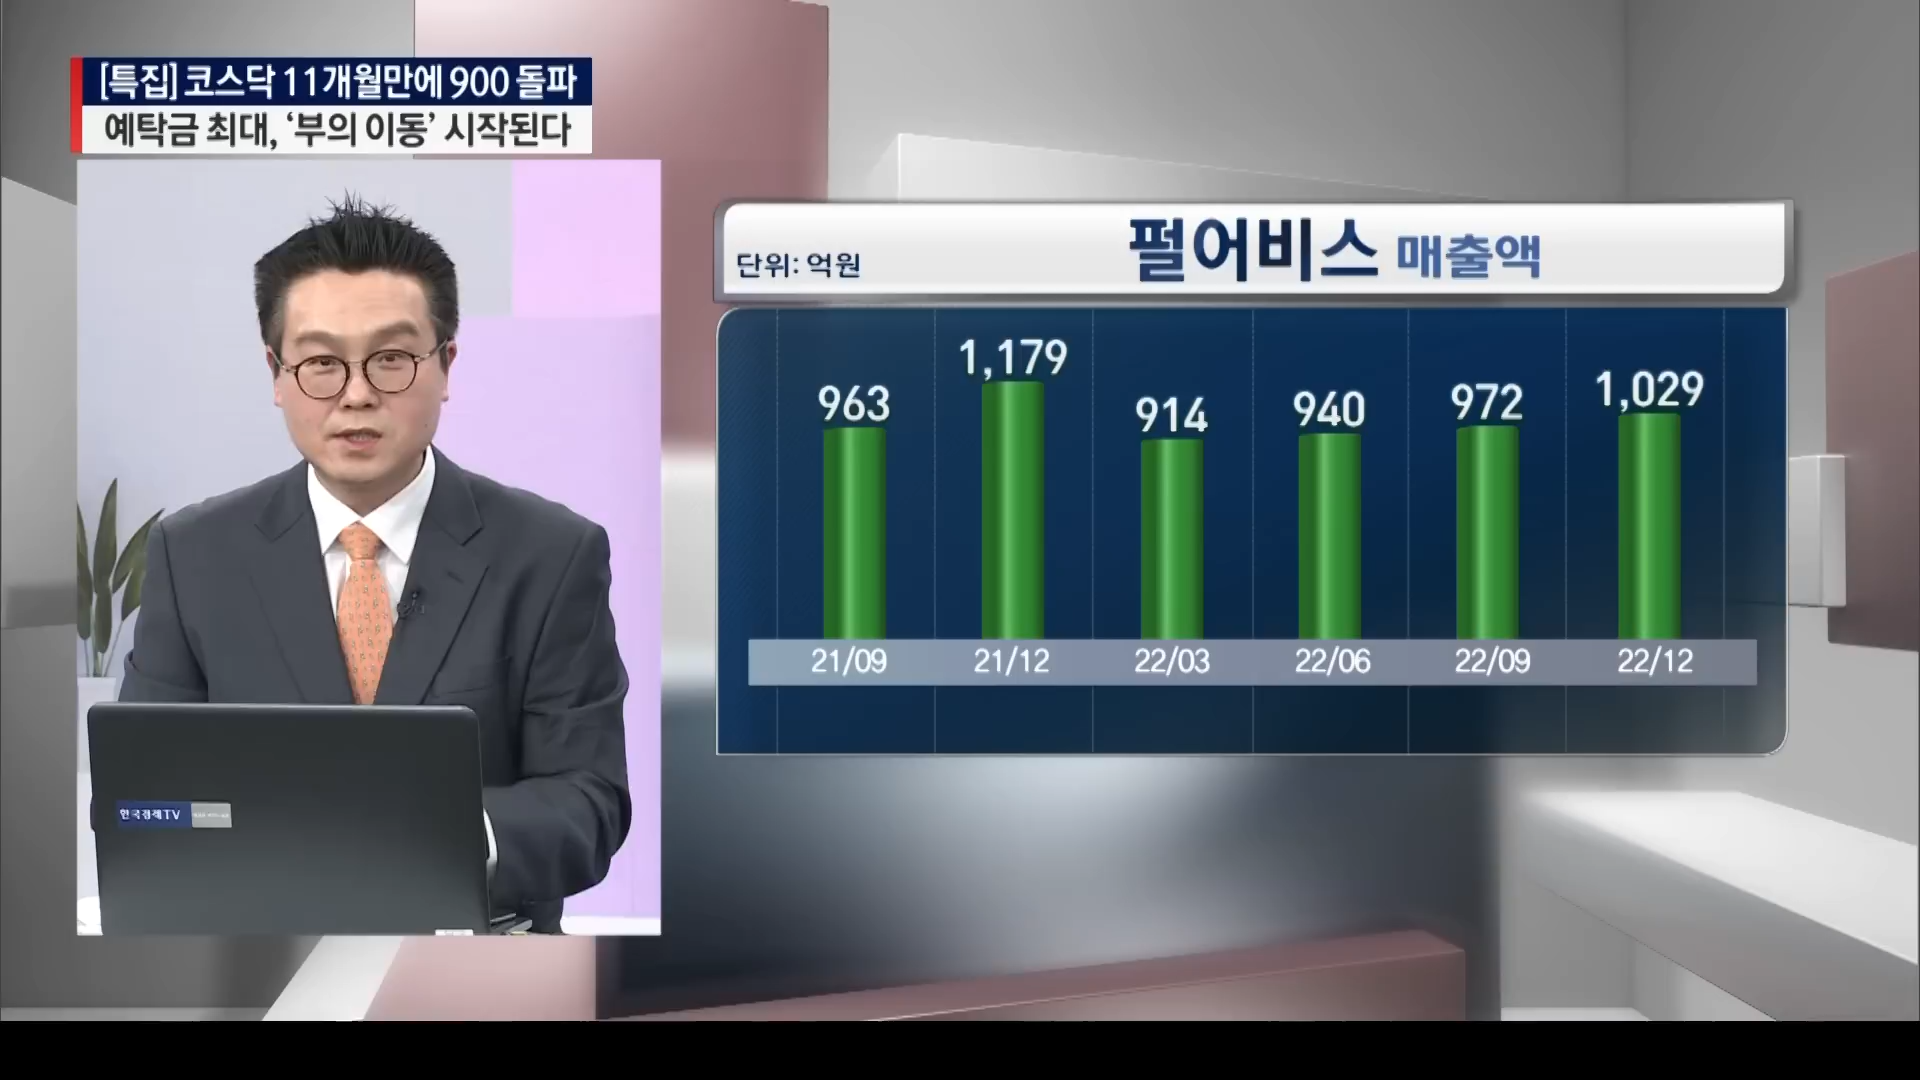 [특집] 코스닥 11개월만에 900 돌파
예탁금 최대, ‘부의 이동’ 시작된다
단위: 억원
펄어비스 매출액
963
1,179
914
940
972
1,029
21/09
21/12
22/03
22/06
22/09
22/12
한국경제TV